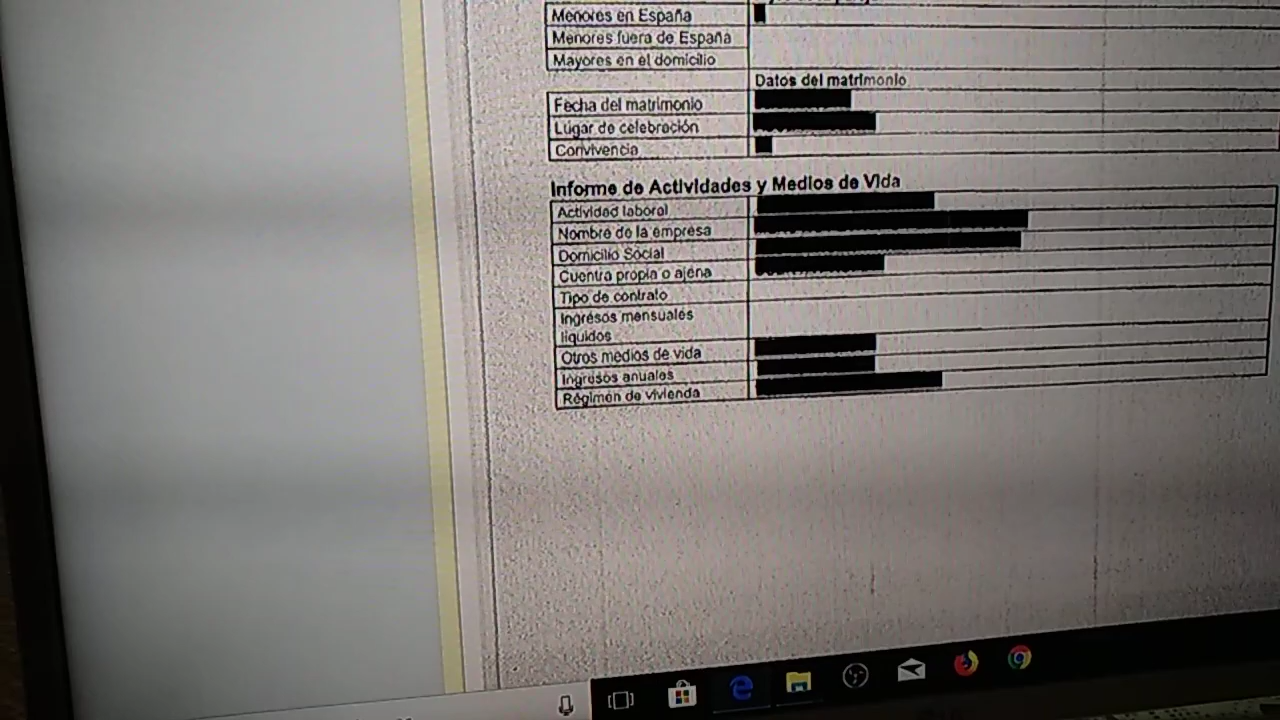 Menores en España
Menores fuera de España
Mayores en el domicilio
Datos del matrimonio
Fecha del matrimonio
Lugar de celebración
Convivencia
Informe de Actividades y Medios de Vida
Actividad laboral
Nombre de la empresa
Domicilio Social
Cuenta propia o ajena
Tipo de contrato
Ingresos mensuales
líquidos
Otros medios de vida
Ingresos anuales
Régimen de vivienda